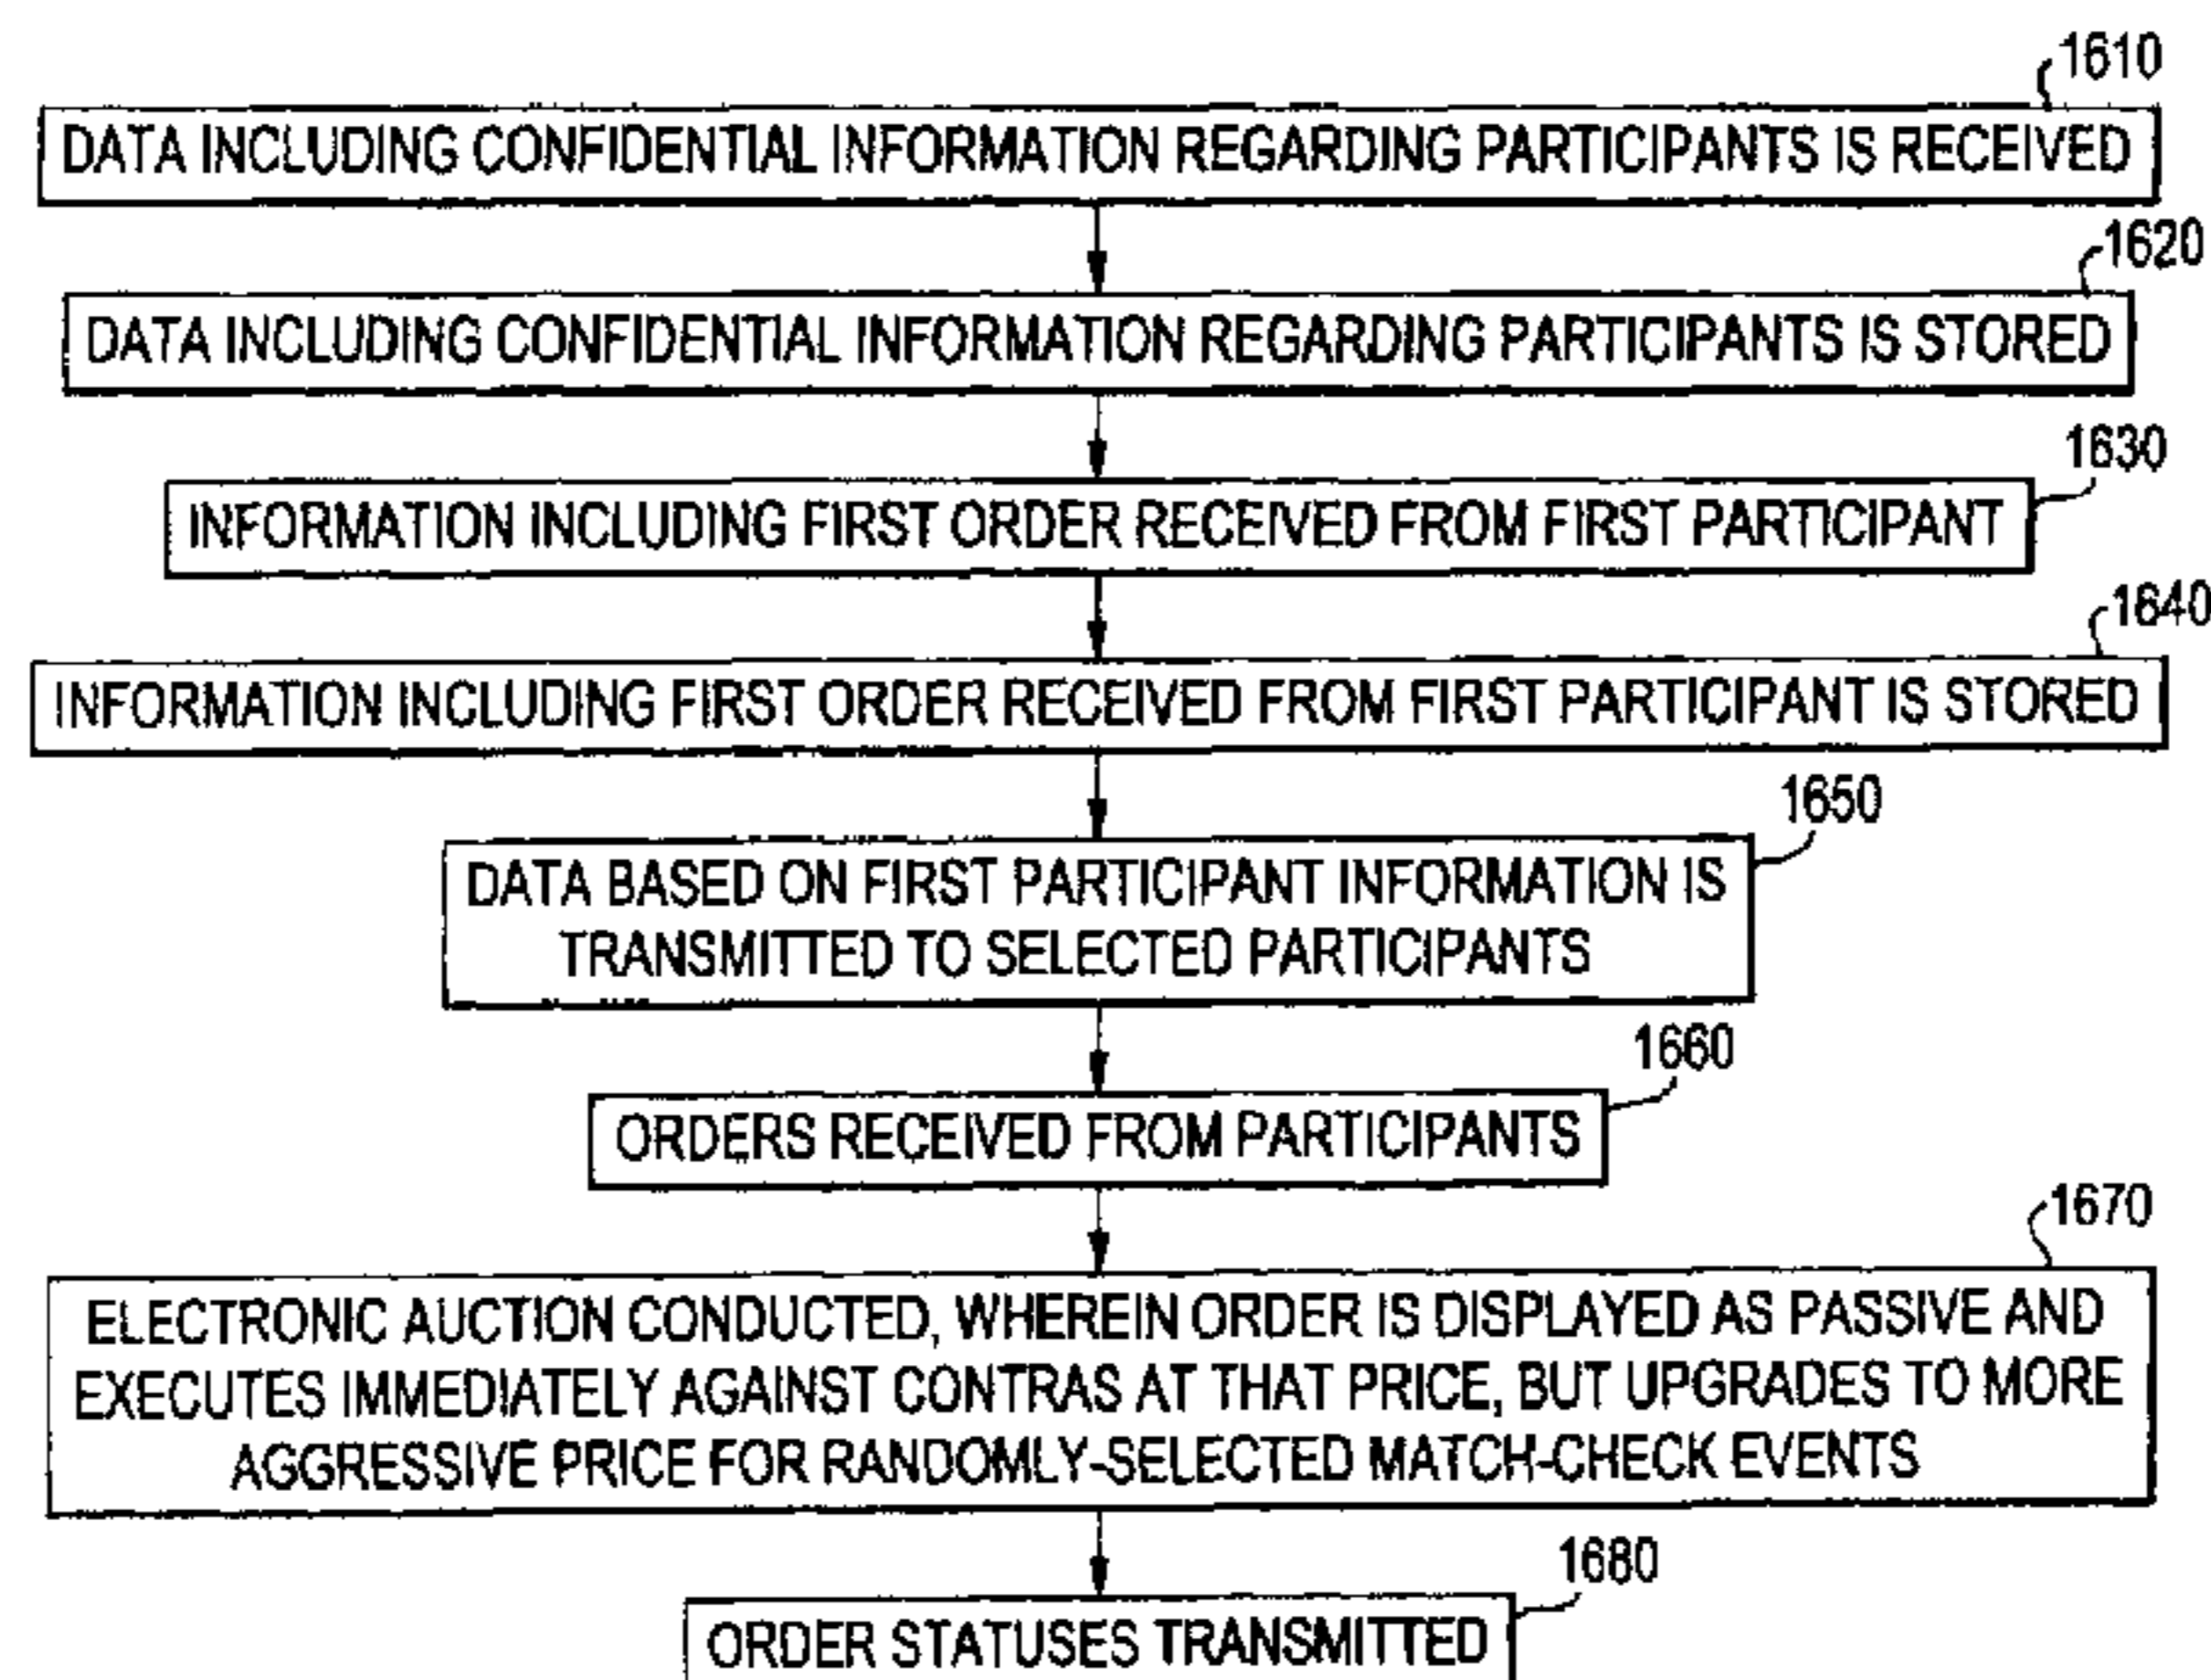 1610
DATA INCLUDING CONFIDENTIAL INFORMATION REGARDING PARTICIPANTS IS RECEIVED
1620
DATA INCLUDING CONFIDENTIAL INFORMATION REGARDING PARTICIPANTS IS STORED
1630
INFORMATION INCLUDING FIRST ORDER RECEIVED FROM FIRST PARTICIPANT
1640
INFORMATION INCLUDING FIRST ORDER RECEIVED FROM FIRST PARTICIPANT IS STORED
1650
DATA BASED ON FIRST PARTICIPANT INFORMATION IS
TRANSMITTED TO SELECTED PARTICIPANTS
1660
ORDERS RECEIVED FROM PARTICIPANTS
1670
ELECTRONIC AUCTION CONDUCTED, WHEREIN ORDER IS DISPLAYED AS PASSIVE AND
EXECUTES IMMEDIATELY AGAINST CONTRAS AT THAT PRICE, BUT UPGRADES TO MORE
AGGRESSIVE PRICE FOR RANDOMLY-SELECTED MATCH-CHECK EVENTS
1680
ORDER STATUSES TRANSMITTED